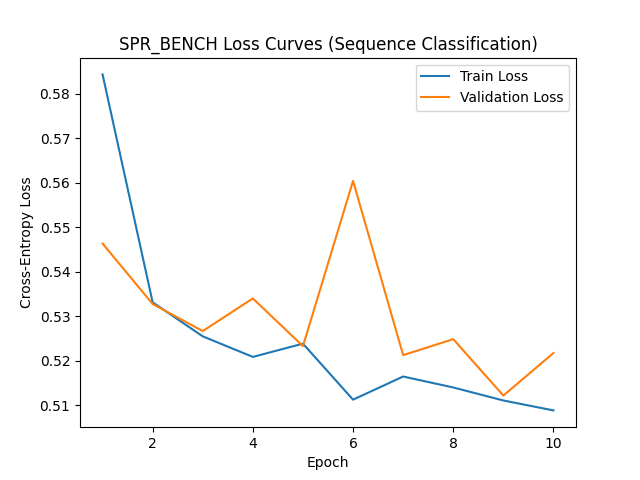 SPR_BENCH Loss Curves (Sequence Classification)
Train Loss
Validation Loss
Cross-Entropy Loss
0.58
0.57
0.56
0.55
0.54
0.53
0.52
0.51
2 4 6 8 10
Epoch